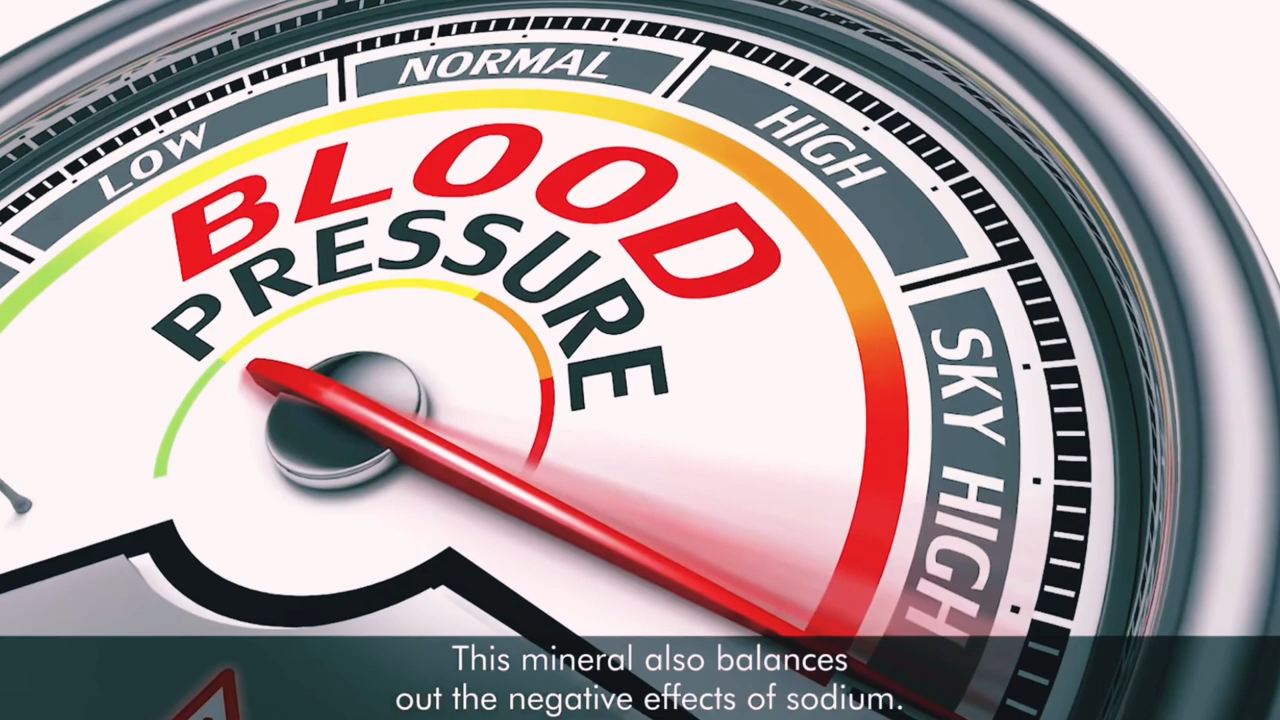 LOW
NORMAL
HIGH
SKY HIGH
BLOOD
PRESSURE
This mineral also balances
out the negative effects of sodium.